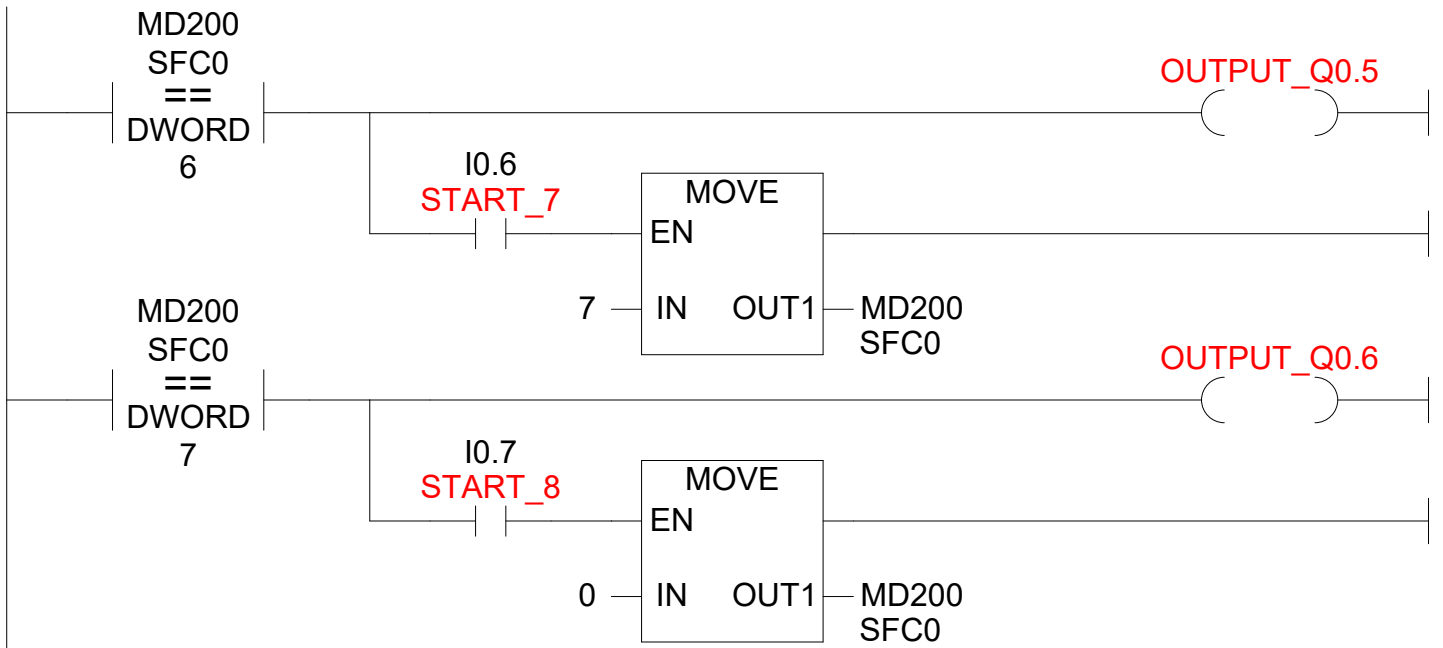 MD200
SFC0
==
DWORD
6
OUTPUT_Q0.5
I0.6
START_7
MOVE
EN
7 IN OUT1 MD200
SFC0
MD200
SFC0
==
DWORD
7
OUTPUT_Q0.6
I0.7
START_8
MOVE
EN
0 IN OUT1 MD200
SFC0